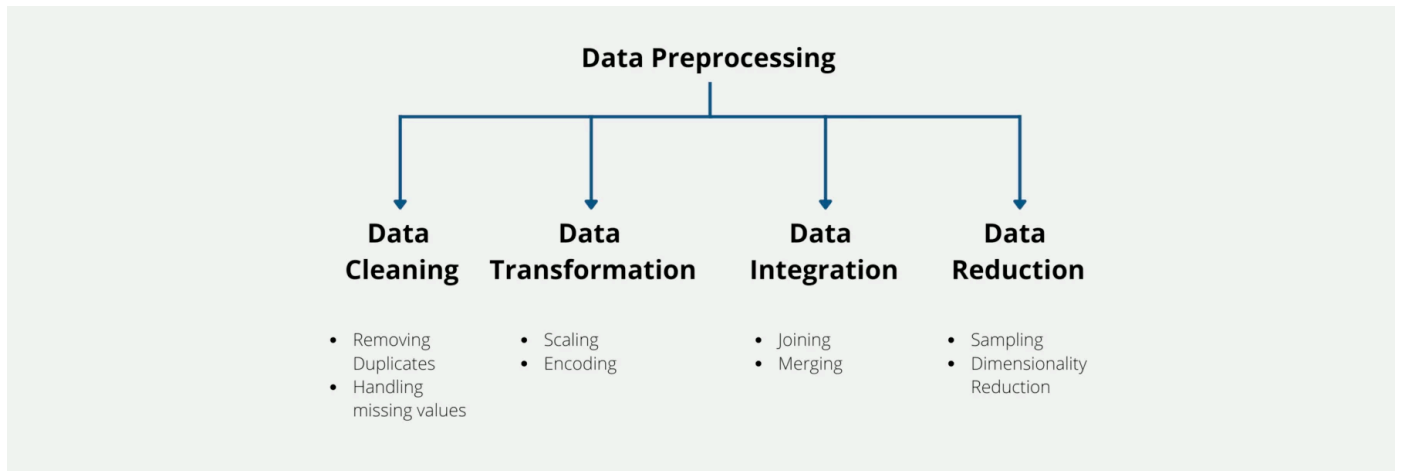 Data Preprocessing
Data
Cleaning
Data
Transformation
Data
Integration
Data
Reduction
• Removing
Duplicates
• Handling
missing values
• Scaling
• Encoding
• Joining
• Merging
• Sampling
• Dimensionality
Reduction